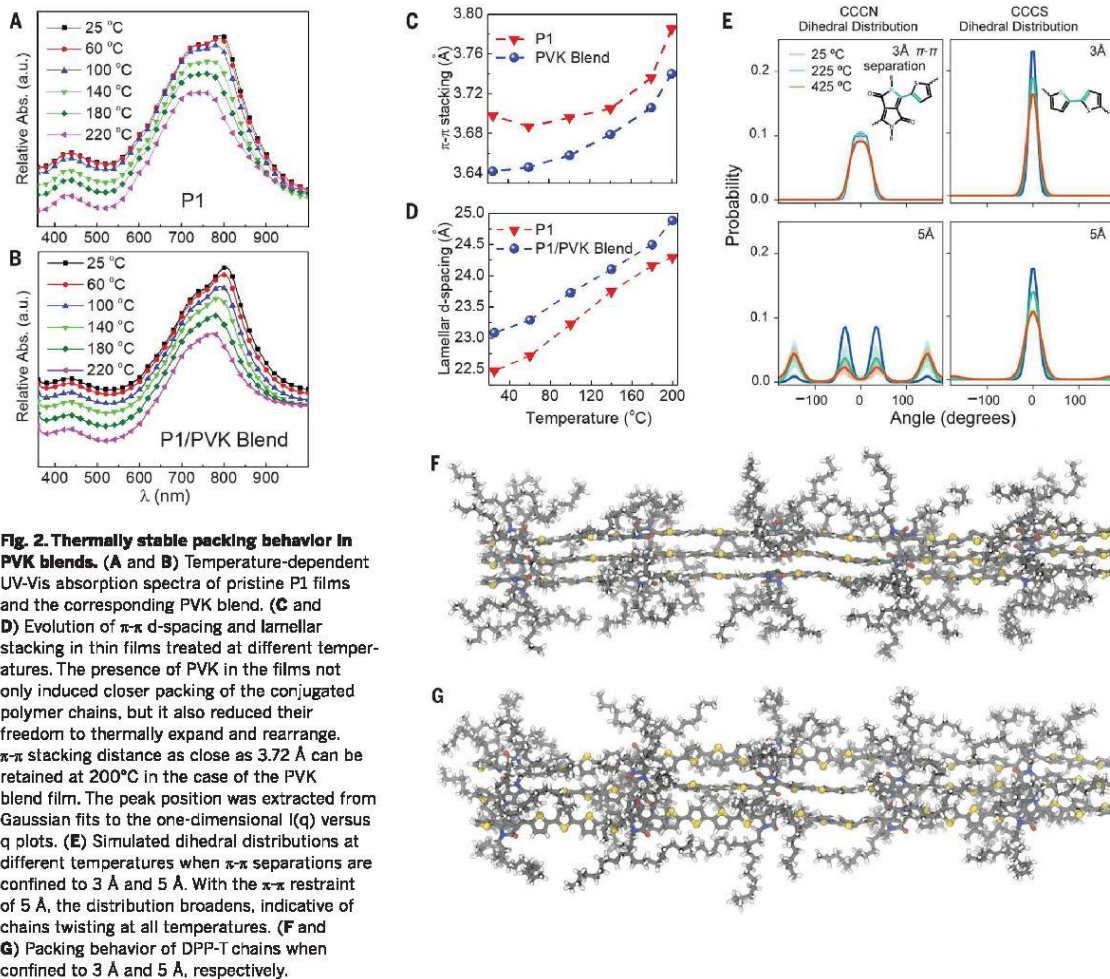 A
25 °C
60 °C
100 °C
140 °C
180 °C
220 °C
Relative Abs. (a.u.)
P1
400 500 600 700 800 900
B
25 °C
60 °C
100 °C
140 °C
180 °C
220 °C
Relative Abs. (a.u.)
P1/PVK Blend
400 500 600 700 800 900
λ (nm)
C
3.80
3.76
3.72
3.68
3.64
π-π stacking (Å)
P1
PVK Blend
D
25.0
24.5
24.0
23.5
23.0
22.5
Lamellar d-spacing (Å)
P1
P1/PVK Blend
40 80 120 160 200
Temperature (°C)
E
CCCN
Dihedral Distribution
CCCS
Dihedral Distribution
25 °C
225 °C
425 °C
3Å π-π
separation
3Å
0.2
0.1
0.0
Probability
5Å
5Å
0.2
0.1
0.0
−100 0 100
−100 0 100
Angle (degrees)
F
G
Fig. 2. Thermally stable packing behavior in
PVK blends. (A and B) Temperature-dependent
UV-Vis absorption spectra of pristine P1 films
and the corresponding PVK blend. (C and
D) Evolution of π-π d-spacing and lamellar
stacking in thin films treated at different temper-
atures. The presence of PVK in the films not
only induced closer packing of the conjugated
polymer chains, but it also reduced their
freedom to thermally expand and rearrange.
π-π stacking distance as close as 3.72 Å can be
retained at 200°C in the case of the PVK
blend film. The peak position was extracted from
Gaussian fits to the one-dimensional I(q) versus
q plots. (E) Simulated dihedral distributions at
different temperatures when π-π separations are
confined to 3 Å and 5 Å. With the π-π restraint
of 5 Å, the distribution broadens, indicative of
chains twisting at all temperatures. (F and
G) Packing behavior of DPP-T chains when
confined to 3 Å and 5 Å, respectively.